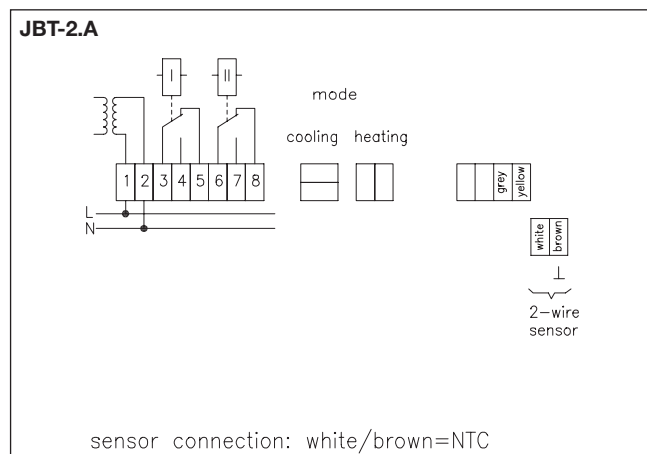 JBT-2.A
I II
mode
cooling heating
1 2 3 4 5 6 7 8
grey yellow
L
N
white brown
2-wire
sensor
sensor connection: white/brown=NTC